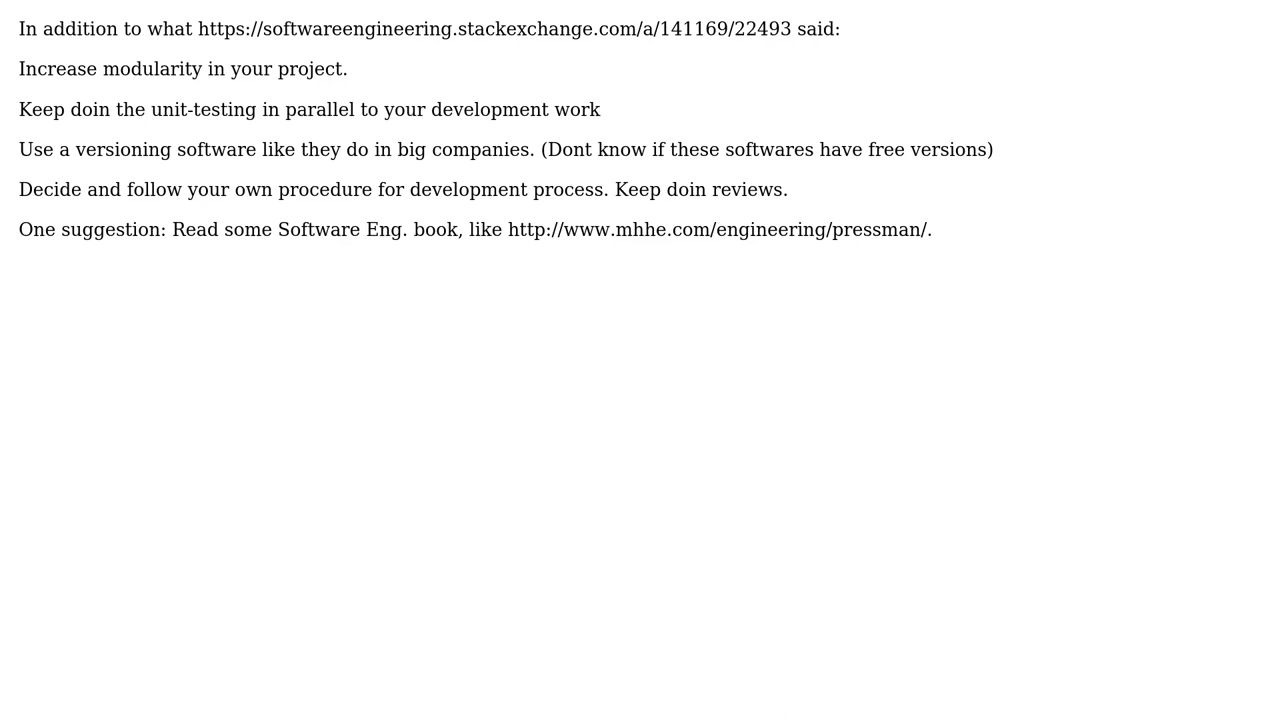 In addition to what https://softwareengineering.stackexchange.com/a/141169/22493 said:
Increase modularity in your project.
Keep doin the unit-testing in parallel to your development work
Use a versioning software like they do in big companies. (Dont know if these softwares have free versions)
Decide and follow your own procedure for development process. Keep doin reviews.
One suggestion: Read some Software Eng. book, like http://www.mhhe.com/engineering/pressman/.